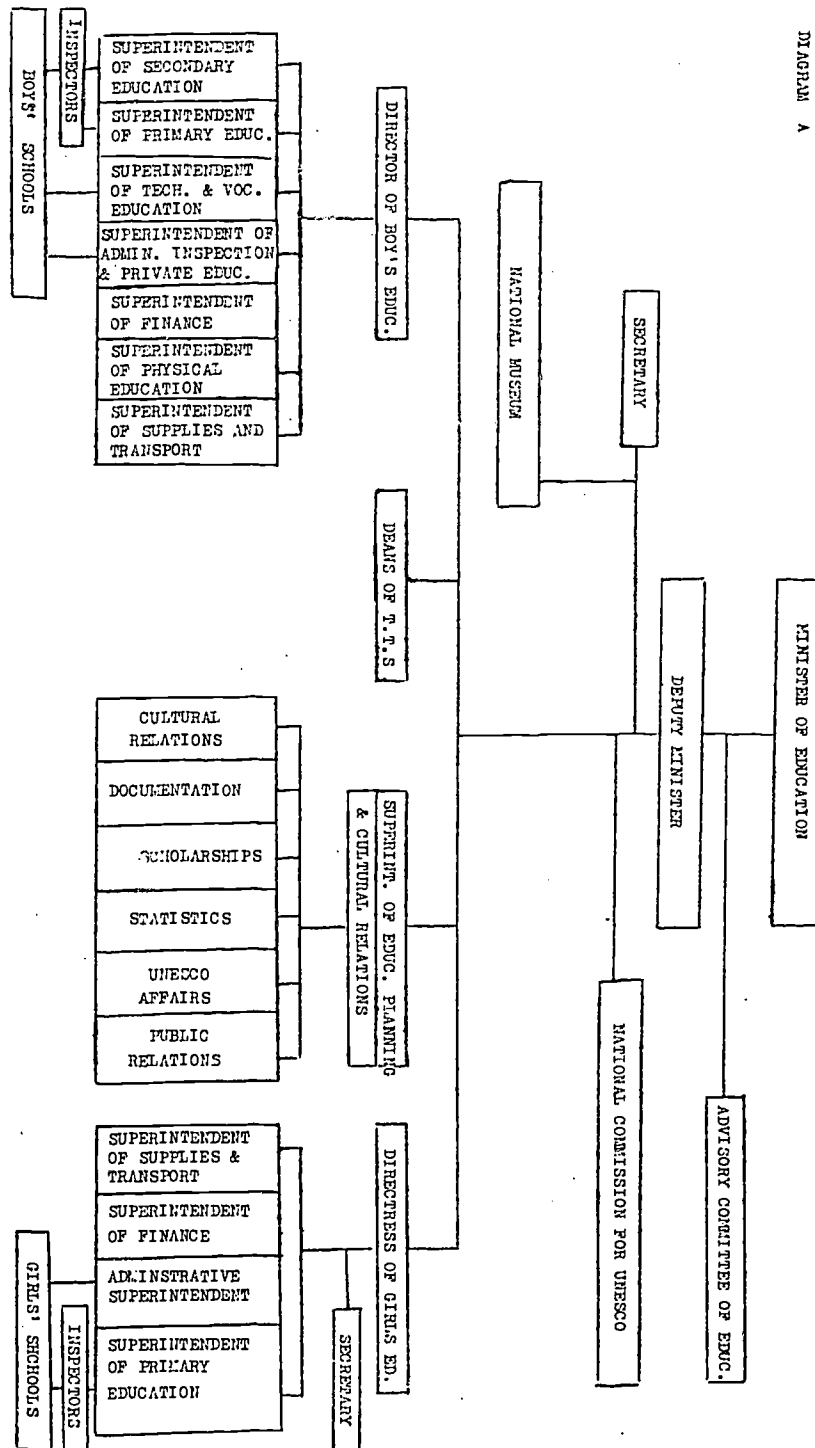 DIAGRAM A
MINISTER OF EDUCATION
ADVISORY COMMITTEE OF EDUC.
DEPUTY MINISTER
SECRETARY
NATIONAL COMMISSION FOR UNESCO
NATIONAL MUSEUM
DIRECTOR OF BOY'S EDUC.
DEANS OF T.T.S
SUPERINT. OF EDUC. PLANNING
& CULTURAL RELATIONS
DIRECTRESS OF GIRLS ED.
SECRETARY
SUPERINTENDENT
OF SECONDARY
EDUCATION
SUPERINTENDENT
OF PRIMARY EDUC.
SUPERINTENDENT
OF TECH. & VOC.
EDUCATION
SUPERINTENDENT OF
ADMIN. INSPECTION
& PRIVATE EDUC.
SUPERINTENDENT
OF FINANCE
SUPERINTENDENT
OF PHYSICAL
EDUCATION
SUPERINTENDENT
OF SUPPLIES AND
TRANSPORT
CULTURAL
RELATIONS
DOCUMENTATION
SCHOLARSHIPS
STATISTICS
UNESCO
AFFAIRS
PUBLIC
RELATIONS
SUPERINTENDENT
OF SUPPLIES &
TRANSPORT
SUPERINTENDENT
OF FINANCE
ADMINSTRATIVE
SUPERINTENDENT
SUPERINTENDENT
OF PRIMARY
EDUCATION
INSPECTORS
BOYS' SCHOOLS
INSPECTORS
GIRLS' SHCHOOLS